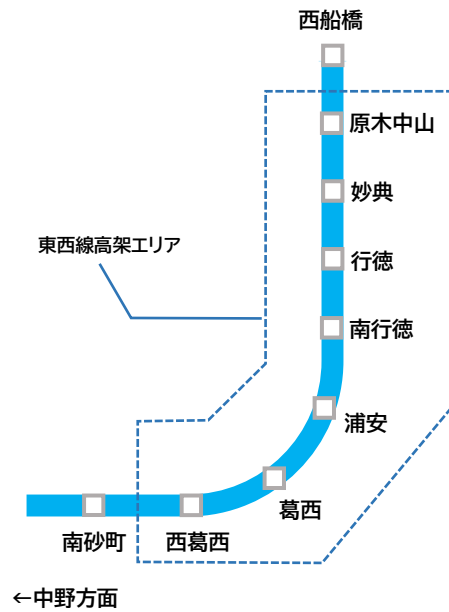 西船橋
原木中山
妙典
東西線高架エリア
行徳
南行徳
浦安
葛西
南砂町
西葛西
←中野方面